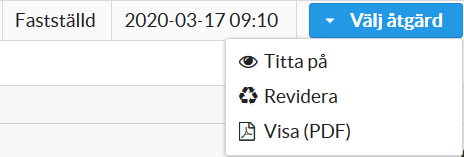 Fastställd 2020-03-17 09:10 Välj åtgärd
Titta på
Revidera
Visa (PDF)